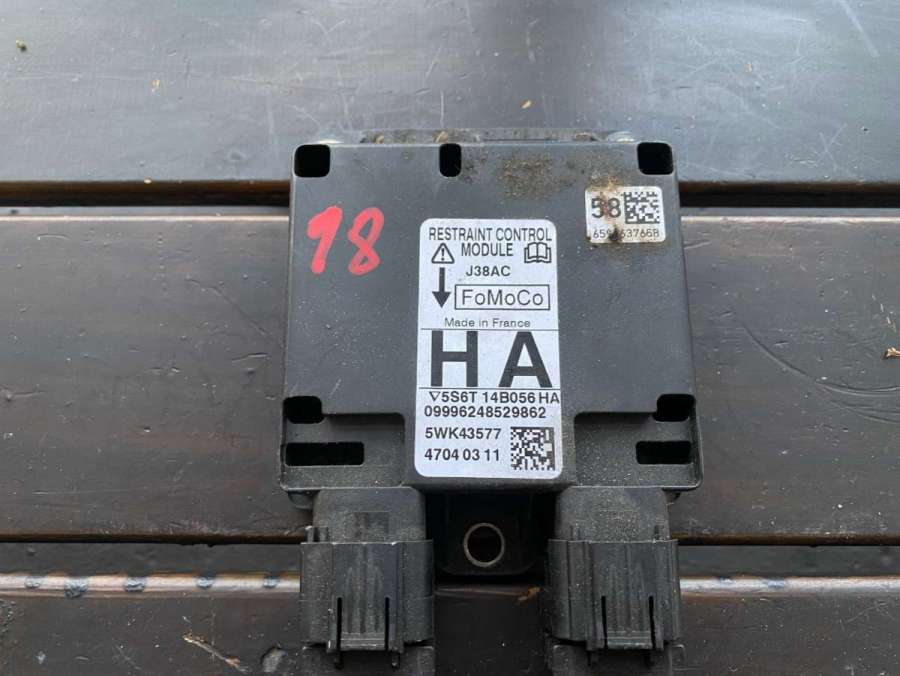 18
58
RESTRAINT CONTROL
MODULE
J38AC
FoMoCo
Made in France
HA
5S6T 14B056 HA
09996248529862
5WK43577
4704 03 11